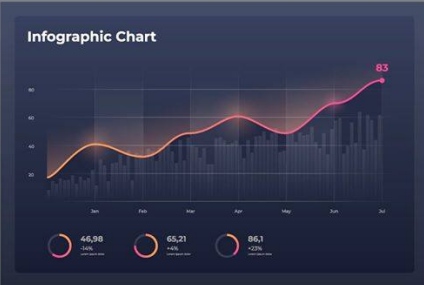 Infographic Chart
83
80
60
40
20
Jan
Feb
Mar
Apr
May
Jun
Jul
46,98
-14%
65,21
+4%
86,1
+23%